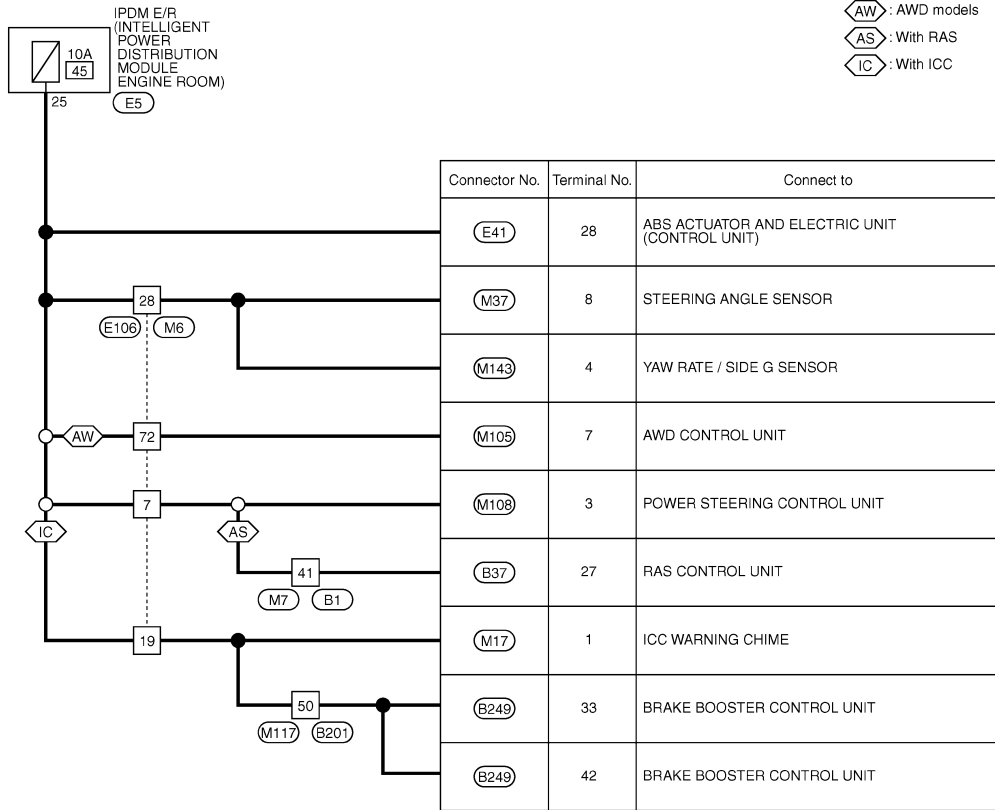 IPDM E/R
(INTELLIGENT
POWER
DISTRIBUTION
MODULE
ENGINE ROOM)
10A
45
25
E5
AW : AWD models
AS : With RAS
IC : With ICC
Connector No. Terminal No. Connect to
E41 28 ABS ACTUATOR AND ELECTRIC UNIT
(CONTROL UNIT)
28 M37 8 STEERING ANGLE SENSOR
E106 M6
M143 4 YAW RATE / SIDE G SENSOR
AW 72 M105 7 AWD CONTROL UNIT
7 M108 3 POWER STEERING CONTROL UNIT
IC AS
41 B37 27 RAS CONTROL UNIT
M7 B1
19 M17 1 ICC WARNING CHIME
50 B249 33 BRAKE BOOSTER CONTROL UNIT
M117 B201
B249 42 BRAKE BOOSTER CONTROL UNIT